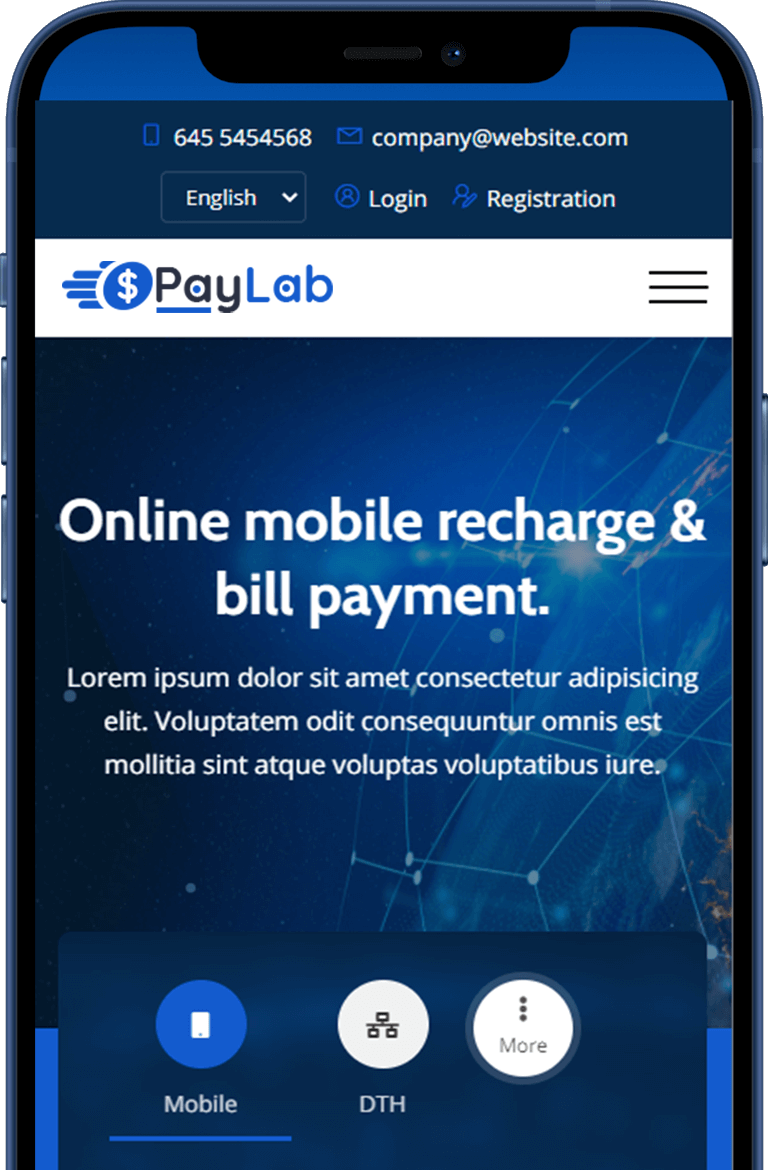 645 5454568 company@website.com
English Login Registration
$PayLab
Online mobile recharge &
bill payment.
Lorem ipsum dolor sit amet consectetur adipisicing
elit. Voluptatem odit consequuntur omnis est
mollitia sint atque voluptas voluptatibus iure.
More
Mobile DTH